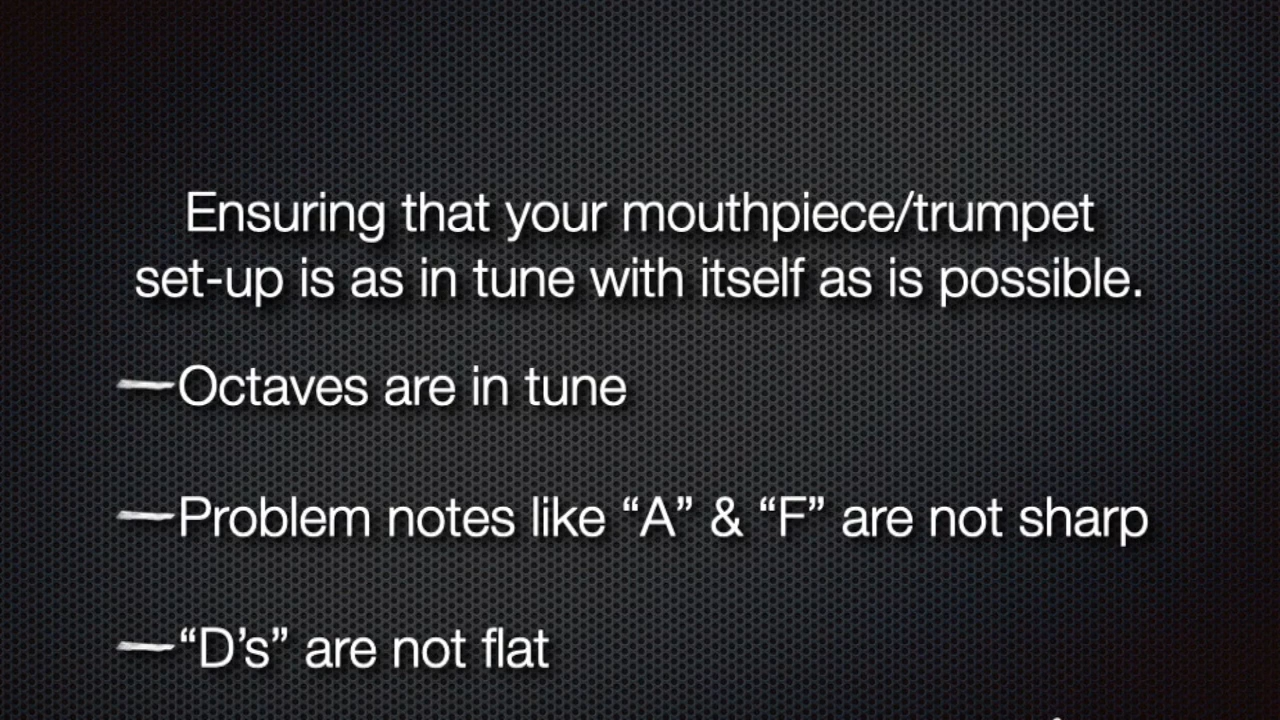 Ensuring that your mouthpiece/trumpet
set-up is as in tune with itself as is possible.
Octaves are in tune
Problem notes like “A” & “F” are not sharp
“D’s” are not flat